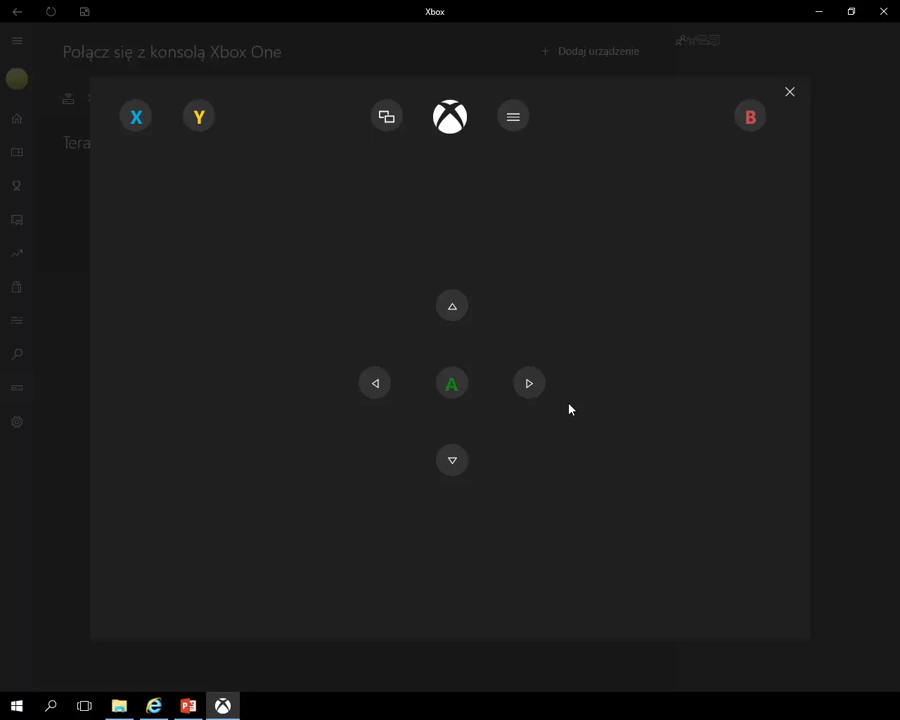 Xbox
Połącz się z konsolą Xbox One
+ Dodaj urządzenie
X
Y
B
Tera
A